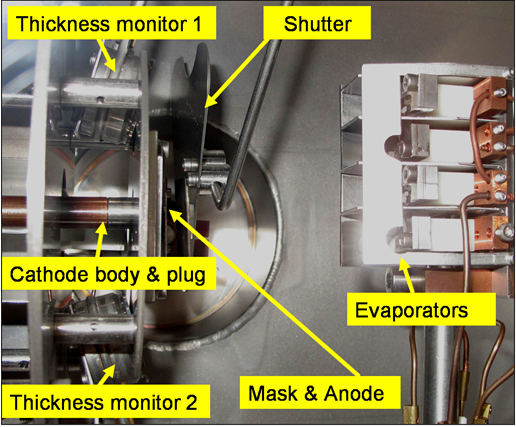 Thickness monitor 1
Shutter
Cathode body & plug
Evaporators
Mask & Anode
Thickness monitor 2